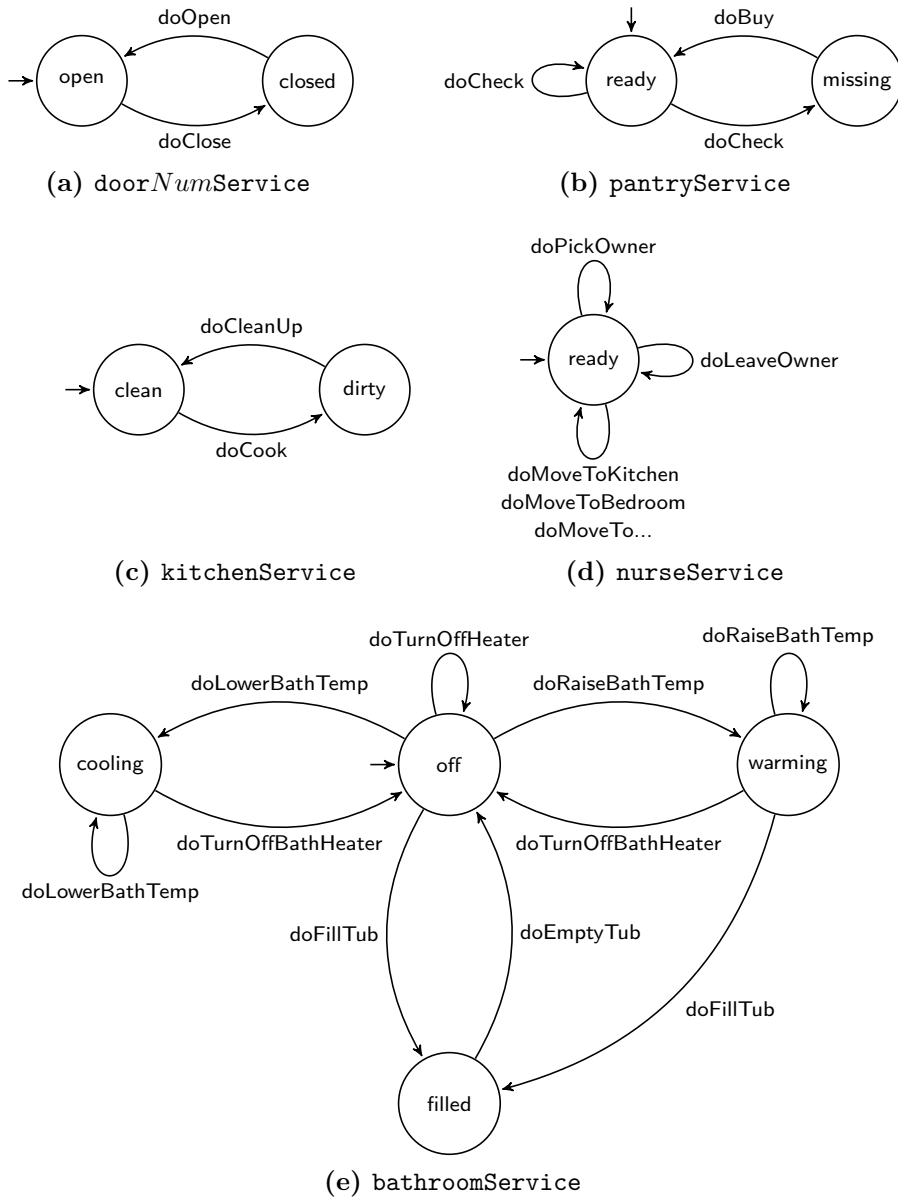 doOpen
open
closed
doClose
(a) doorNumService
doBuy
doCheck
ready
missing
doCheck
(b) pantryService
doCleanUp
clean
dirty
doCook
(c) kitchenService
doPickOwner
ready
doLeaveOwner
doMoveToKitchen
doMoveToBedroom
doMoveTo...
(d) nurseService
doTurnOffHeater
doRaiseBathTemp
doLowerBathTemp
doRaiseBathTemp
cooling
off
warming
doTurnOffBathHeater
doTurnOffBathHeater
doLowerBathTemp
doFillTub
doEmptyTub
doFillTub
filled
(e) bathroomService